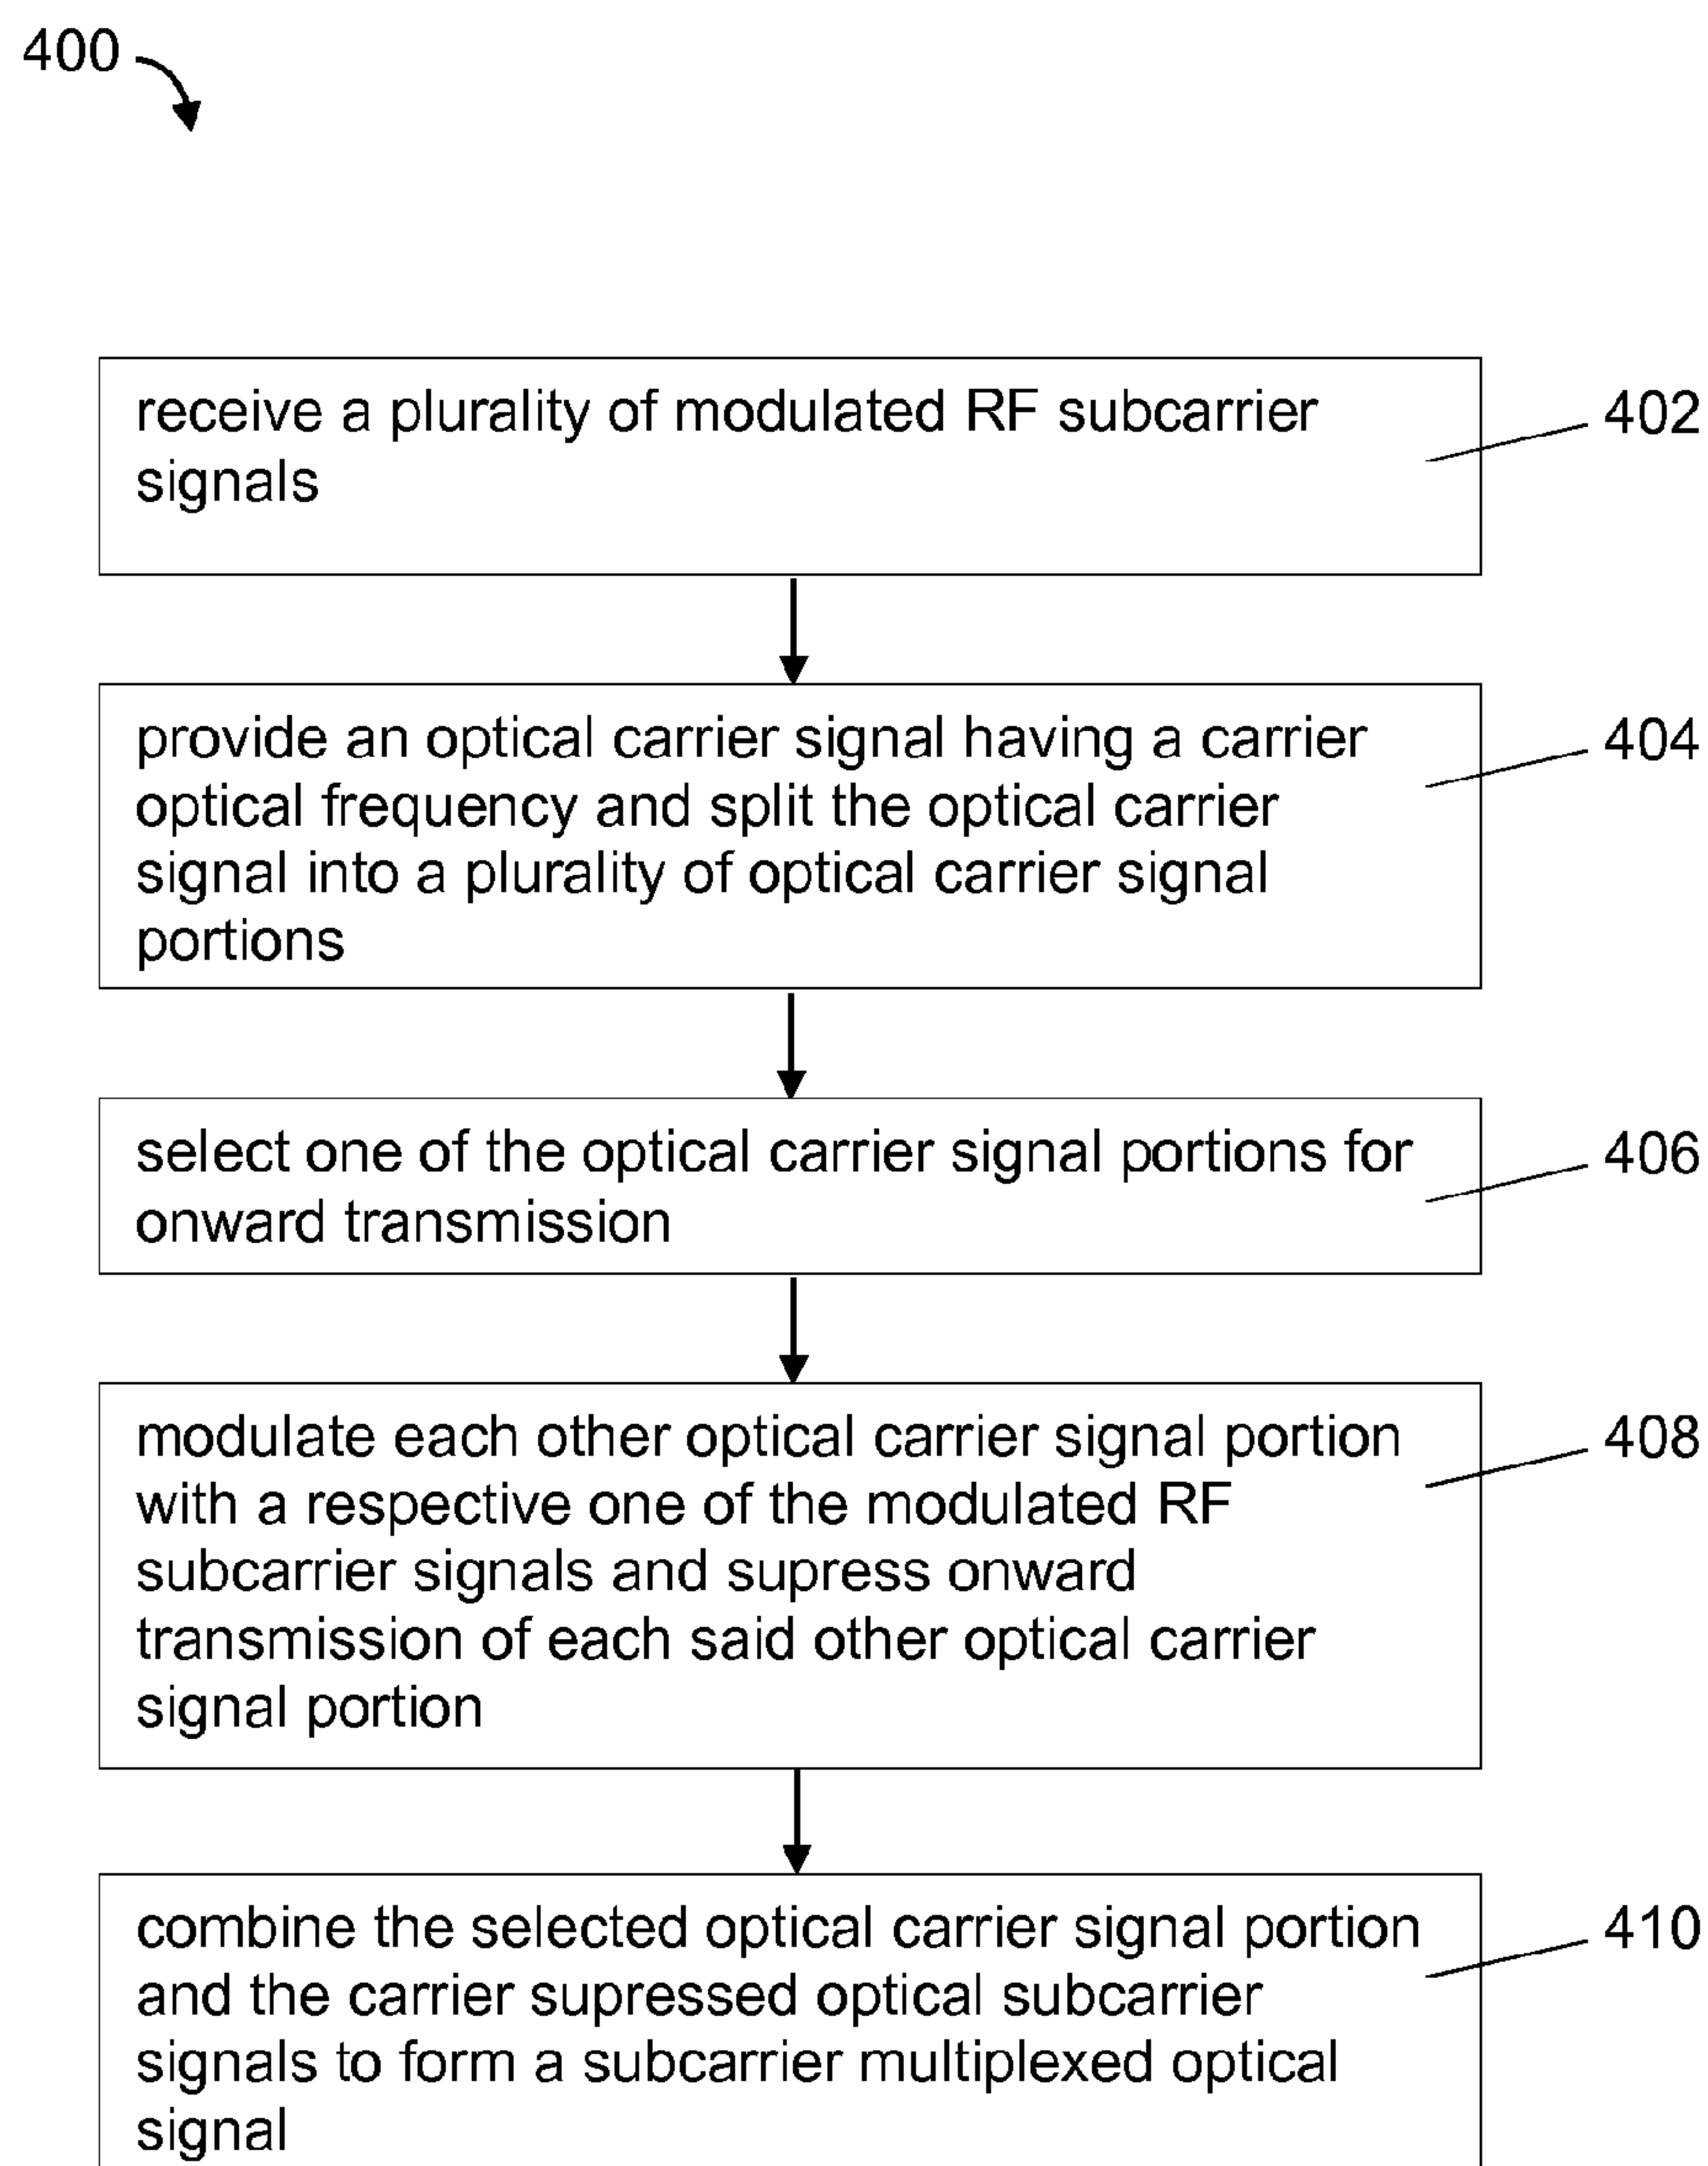 400
receive a plurality of modulated RF subcarrier
signals
402
provide an optical carrier signal having a carrier
optical frequency and split the optical carrier
signal into a plurality of optical carrier signal
portions
404
select one of the optical carrier signal portions for
onward transmission
406
modulate each other optical carrier signal portion
with a respective one of the modulated RF
subcarrier signals and supress onward
transmission of each said other optical carrier
signal portion
408
combine the selected optical carrier signal portion
and the carrier supressed optical subcarrier
signals to form a subcarrier multiplexed optical
signal
410